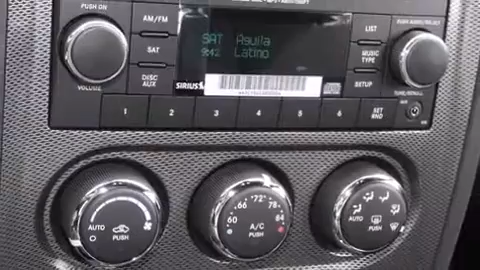 PUSH ON
AM/FM
SAT
DISC
AUX
VOLUME
SAT Aguila
9:42 Latino
SIRIUS
LIST
MUSIC
TYPE
SETUP
PUSH AUDIO/SELECT
TUNE/SCROLL
1 2 3 4 5 6
SET
RND
AUTO
PUSH
60 66 72° 78 84
A/C
PUSH
AUTO
PUSH